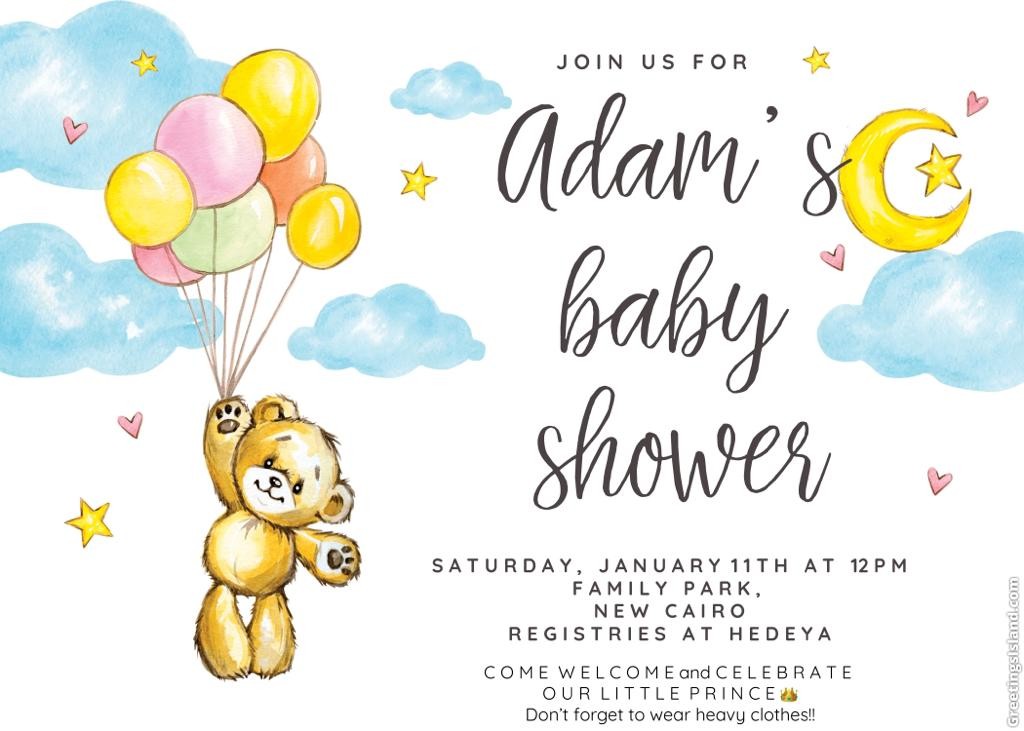 JOIN US FOR
Adam's
baby
shower
SATURDAY, JANUARY 11TH AT 12PM
FAMILY PARK,
NEW CAIRO
REGISTRIES AT HEDEYA
COME WELCOME and CELEBRATE
OUR LITTLE PRINCE👑
Don't forget to wear heavy clothes!!
GreetingsIsland.com